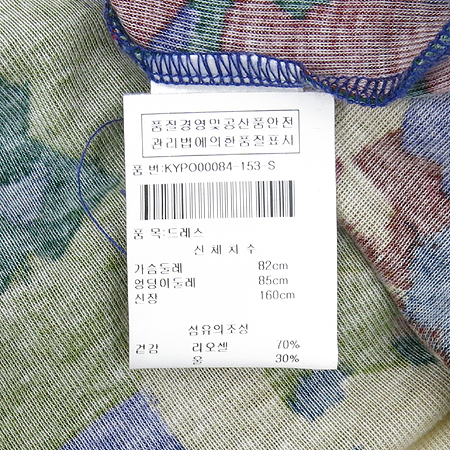 품질경영및공산품안전
관리법에의한품질표시
품 번:KYPO00084-153-S
품 목:드레스
신체치수
가슴둘레 82cm
엉덩이둘레 85cm
신장 160cm
섬유의조성
겉감 리오셀 70%
울 30%